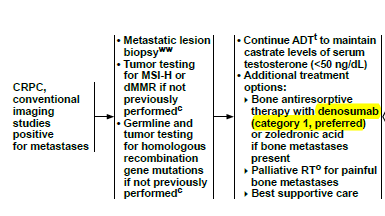 CRPC,
conventional
imaging
studies
positive
for metastases
• Metastatic lesion
biopsyww
• Tumor testing
for MSI-H or
dMMR if not
previously
performedc
• Germline and
tumor testing
for homologous
recombination
gene mutations
if not previously
performedc
• Continue ADTt to maintain
castrate levels of serum
testosterone (<50 ng/dL)
• Additional treatment
options:
▸ Bone antiresorptive
therapy with denosumab
(category 1, preferred)
or zoledronic acid
if bone metastases
present
▸ Palliative RTo for painful
bone metastases
▸ Best supportive care